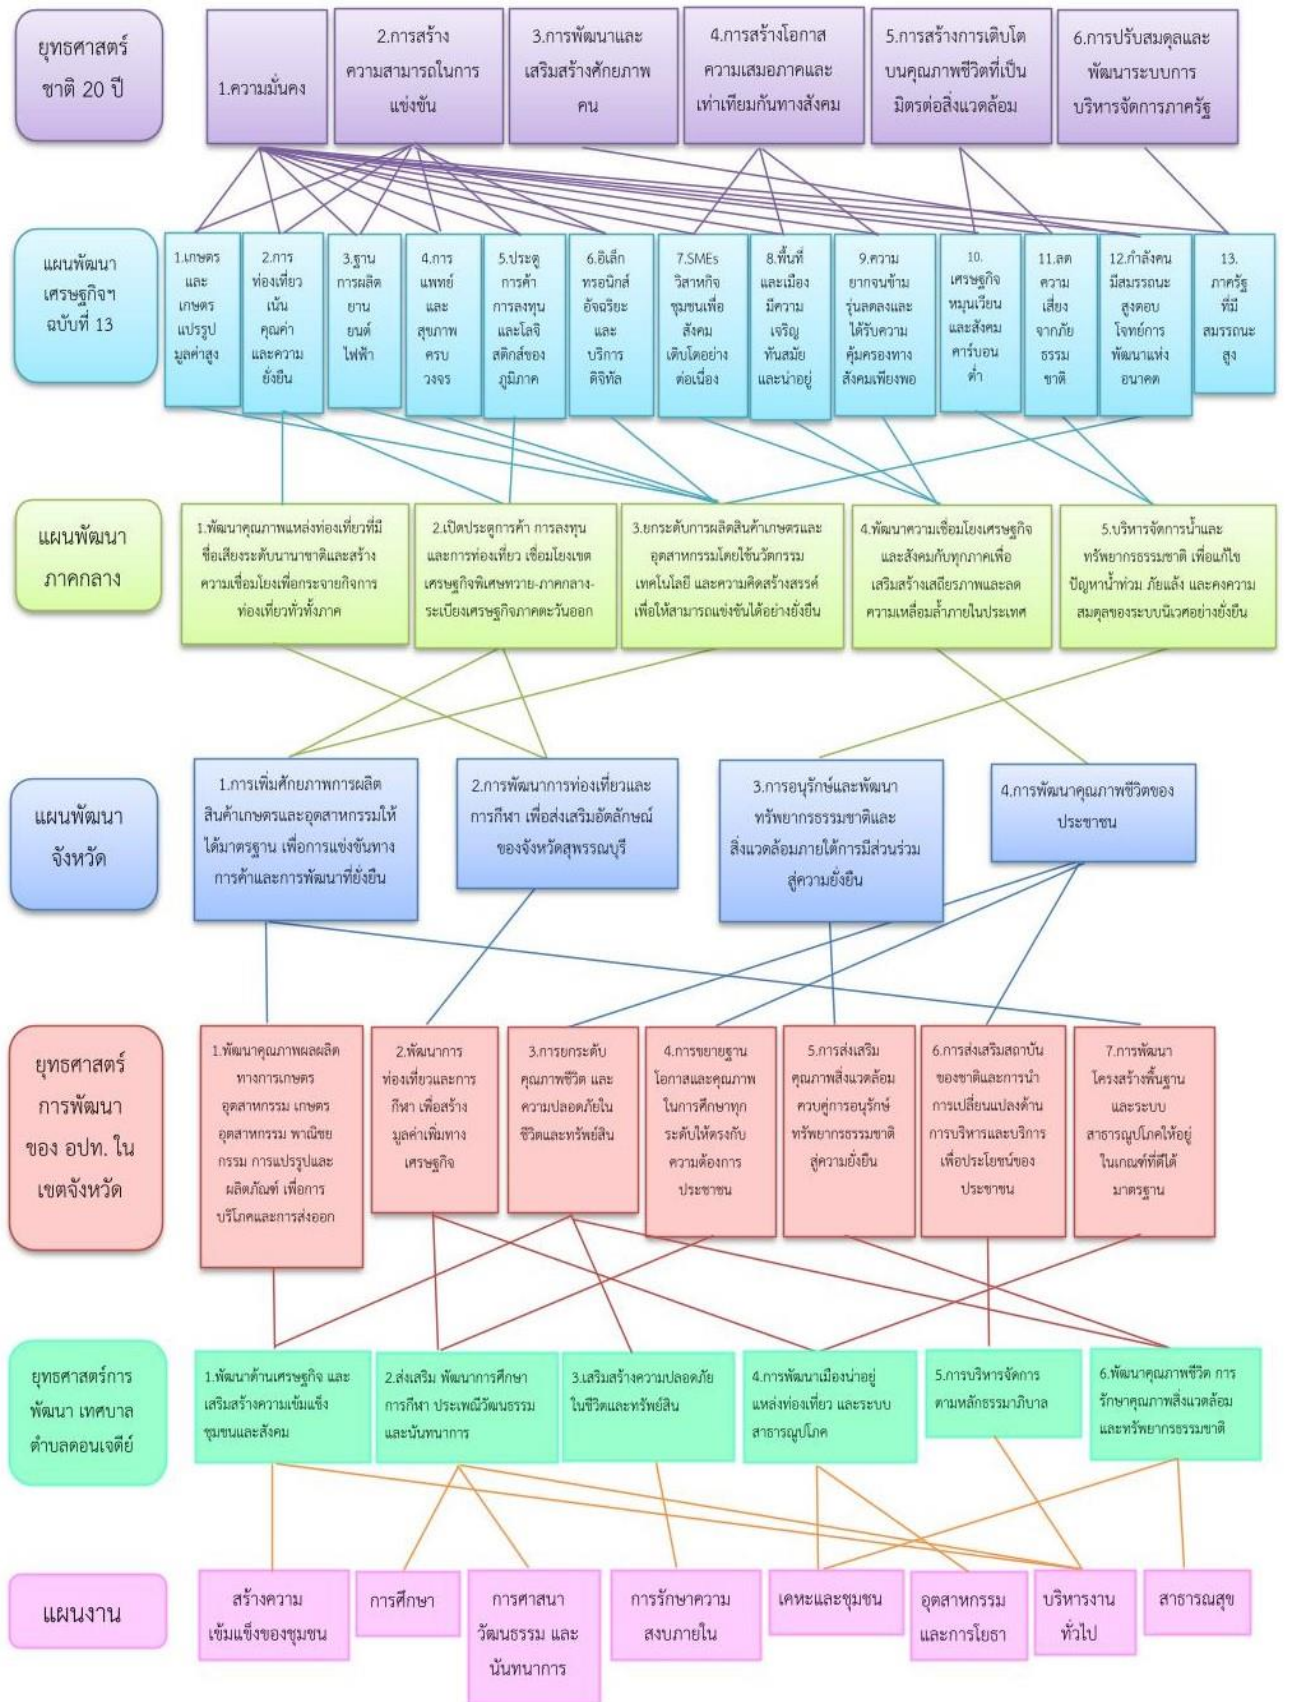 ยุทธศาสตร์
ชาติ 20 ปี
1.ความมั่นคง
2.การสร้าง
ความสามารถในการ
แข่งขัน
3.การพัฒนาและ
เสริมสร้างศักยภาพ
คน
4.การสร้างโอกาส
ความเสมอภาคและ
เท่าเทียมกันทางสังคม
5.การสร้างการเติบโต
บนคุณภาพชีวิตที่เป็น
มิตรต่อสิ่งแวดล้อม
6.การปรับสมดุลและ
พัฒนาระบบการ
บริหารจัดการภาครัฐ
แผนพัฒนา
เศรษฐกิจฯ
ฉบับที่ 13
1.เกษตร
และ
เกษตร
แปรรูป
มูลค่าสูง
2.การ
ท่องเที่ยว
เน้น
คุณค่า
และความ
ยั่งยืน
3.ฐาน
การผลิต
ยาน
ยนต์
ไฟฟ้า
4.การ
แพทย์
และ
สุขภาพ
ครบ
วงจร
5.ประตู
การค้า
การลงทุน
และโลจิ
สติกส์ของ
ภูมิภาค
6.อิเล็ก
ทรอนิกส์
อัจฉริยะ
และ
บริการ
ดิจิทัล
7.SMEs
วิสาหกิจ
ชุมชนเพื่อ
สังคม
เติบโตอย่าง
ต่อเนื่อง
8.พื้นที่
และเมือง
มีความ
เจริญ
ทันสมัย
และน่าอยู่
9.ความ
ยากจนข้าม
รุ่นลดลงและ
ได้รับความ
คุ้มครองทาง
สังคมเพียงพอ
10.
เศรษฐกิจ
หมุนเวียน
และสังคม
คาร์บอน
ต่ำ
11.ลด
ความ
เสี่ยง
จากภัย
ธรรม
ชาติ
12.กำลังคน
มีสมรรถนะ
สูงตอบ
โจทย์การ
พัฒนาแห่ง
อนาคต
13.
ภาครัฐ
ที่มี
สมรรถนะ
สูง
แผนพัฒนา
ภาคกลาง
1.พัฒนาคุณภาพแหล่งท่องเที่ยวที่มี
ชื่อเสียงระดับนานาชาติและสร้าง
ความเชื่อมโยงเพื่อกระจายกิจการ
ท่องเที่ยวทั่วทั้งภาค
2.เปิดประตูการค้า การลงทุน
และการท่องเที่ยว เชื่อมโยงเขต
เศรษฐกิจพิเศษทวาย-ภาคกลาง-
ระเบียงเศรษฐกิจภาคตะวันออก
3.ยกระดับการผลิตสินค้าเกษตรและ
อุตสาหกรรมโดยใช้นวัตกรรม
เทคโนโลยี และความคิดสร้างสรรค์
เพื่อให้สามารถแข่งขันได้อย่างยั่งยืน
4.พัฒนาความเชื่อมโยงเศรษฐกิจ
และสังคมกับทุกภาคเพื่อ
เสริมสร้างเสถียรภาพและลด
ความเหลื่อมล้ำภายในประเทศ
5.บริหารจัดการน้ำและ
ทรัพยากรธรรมชาติ เพื่อแก้ไข
ปัญหาน้ำท่วม ภัยแล้ง และคงความ
สมดุลของระบบนิเวศอย่างยั่งยืน
แผนพัฒนา
จังหวัด
1.การเพิ่มศักยภาพการผลิต
สินค้าเกษตรและอุตสาหกรรมให้
ได้มาตรฐาน เพื่อการแข่งขันทาง
การค้าและการพัฒนาที่ยั่งยืน
2.การพัฒนาการท่องเที่ยวและ
การกีฬา เพื่อส่งเสริมอัตลักษณ์
ของจังหวัดสุพรรณบุรี
3.การอนุรักษ์และพัฒนา
ทรัพยากรธรรมชาติและ
สิ่งแวดล้อมภายใต้การมีส่วนร่วม
สู่ความยั่งยืน
4.การพัฒนาคุณภาพชีวิตของ
ประชาชน
ยุทธศาสตร์
การพัฒนา
ของ อปท. ใน
เขตจังหวัด
1.พัฒนาคุณภาพผลผลิต
ทางการเกษตร
อุตสาหกรรม เกษตร
อุตสาหกรรม พาณิชย
กรรม การแปรรูปและ
ผลิตภัณฑ์ เพื่อการ
บริโภคและการส่งออก
2.พัฒนาการ
ท่องเที่ยวและการ
กีฬา เพื่อสร้าง
มูลค่าเพิ่มทาง
เศรษฐกิจ
3.การยกระดับ
คุณภาพชีวิต และ
ความปลอดภัยใน
ชีวิตและทรัพย์สิน
4.การขยายฐาน
โอกาสและคุณภาพ
ในการศึกษาทุก
ระดับให้ตรงกับ
ความต้องการ
ประชาชน
5.การส่งเสริม
คุณภาพสิ่งแวดล้อม
ควบคู่การอนุรักษ์
ทรัพยากรธรรมชาติ
สู่ความยั่งยืน
6.การส่งเสริมสถาบัน
ของชาติและการนำ
การเปลี่ยนแปลงด้าน
การบริหารและบริการ
เพื่อประโยชน์ของ
ประชาชน
7.การพัฒนา
โครงสร้างพื้นฐาน
และระบบ
สาธารณูปโภคให้อยู่
ในเกณฑ์ที่ดีได้
มาตรฐาน
ยุทธศาสตร์การ
พัฒนา เทศบาล
ตำบลดอนเจดีย์
1.พัฒนาด้านเศรษฐกิจ และ
เสริมสร้างความเข้มแข็ง
ชุมชนและสังคม
2.ส่งเสริม พัฒนาการศึกษา
การกีฬา ประเพณีวัฒนธรรม
และนันทนาการ
3.เสริมสร้างความปลอดภัย
ในชีวิตและทรัพย์สิน
4.การพัฒนาเมืองน่าอยู่
แหล่งท่องเที่ยว และระบบ
สาธารณูปโภค
5.การบริหารจัดการ
ตามหลักธรรมาภิบาล
6.พัฒนาคุณภาพชีวิต การ
รักษาคุณภาพสิ่งแวดล้อม
และทรัพยากรธรรมชาติ
แผนงาน
สร้างความ
เข้มแข็งของชุมชน
การศึกษา
การศาสนา
วัฒนธรรม และ
นันทนาการ
การรักษาความ
สงบภายใน
เคหะและชุมชน
อุตสาหกรรม
และการโยธา
บริหารงาน
ทั่วไป
สาธารณสุข